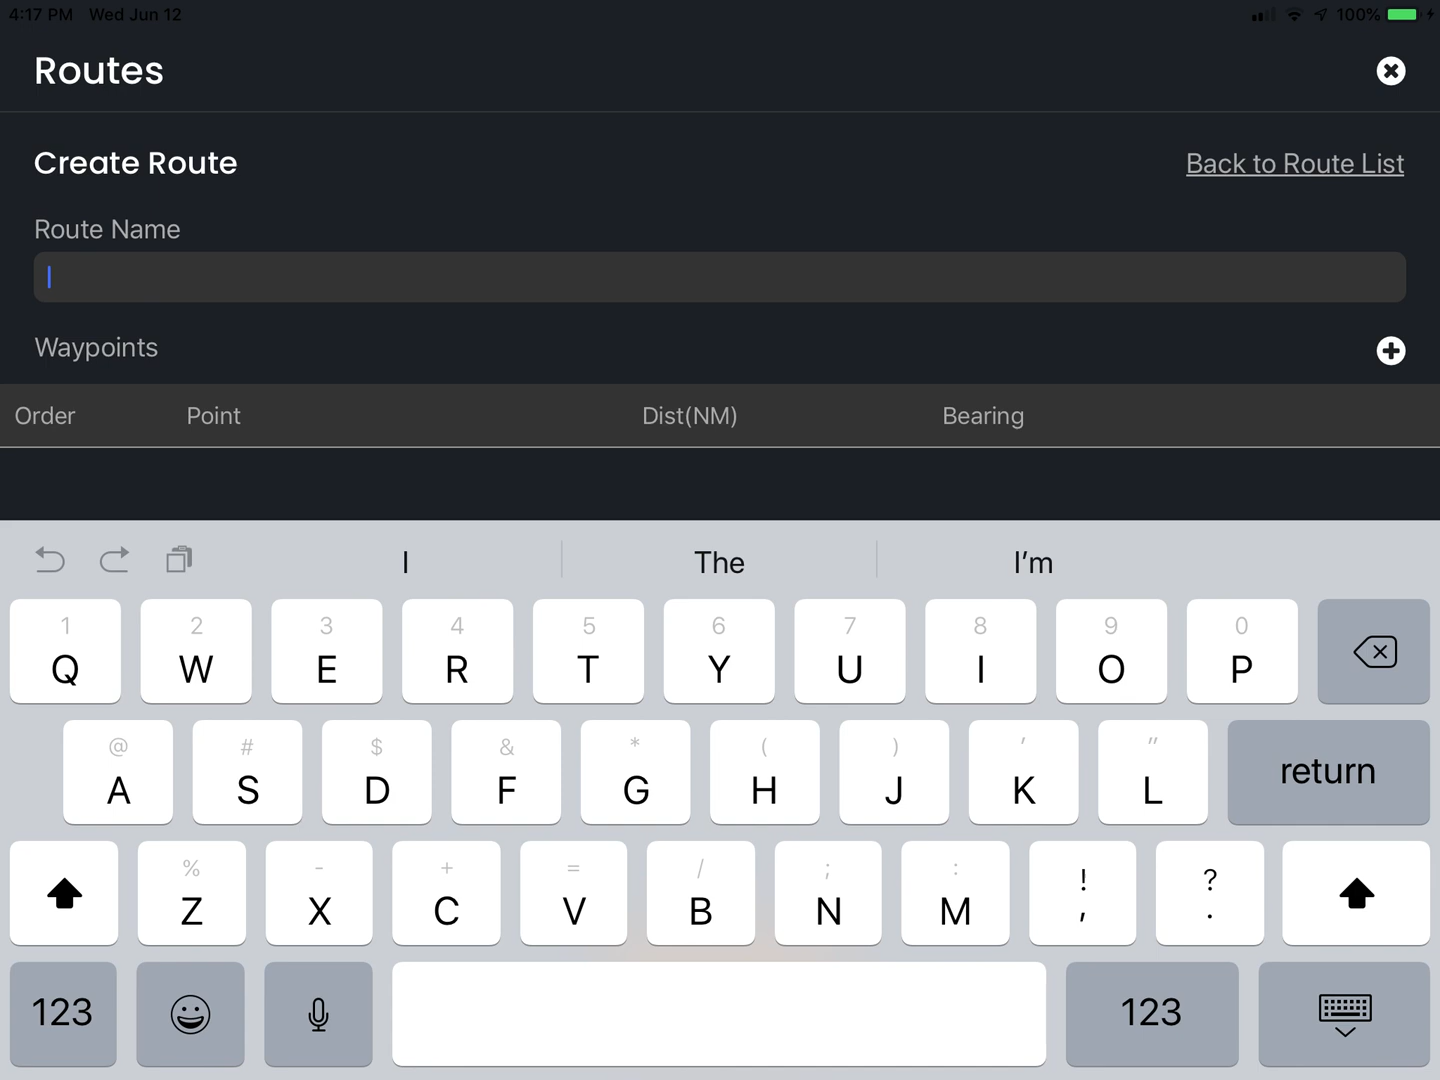 4:17 PM Wed Jun 12 100%
Routes
Create Route Back to Route List
Route Name
Waypoints
Order Point Dist(NM) Bearing
I The I’m
1 2 3 4 5 6 7 8 9 0
Q W E R T Y U I O P
@ # $ & * ( ) ' "
A S D F G H J K L return
% - + = / ; : ! ?
Z X C V B N M , .
123 123